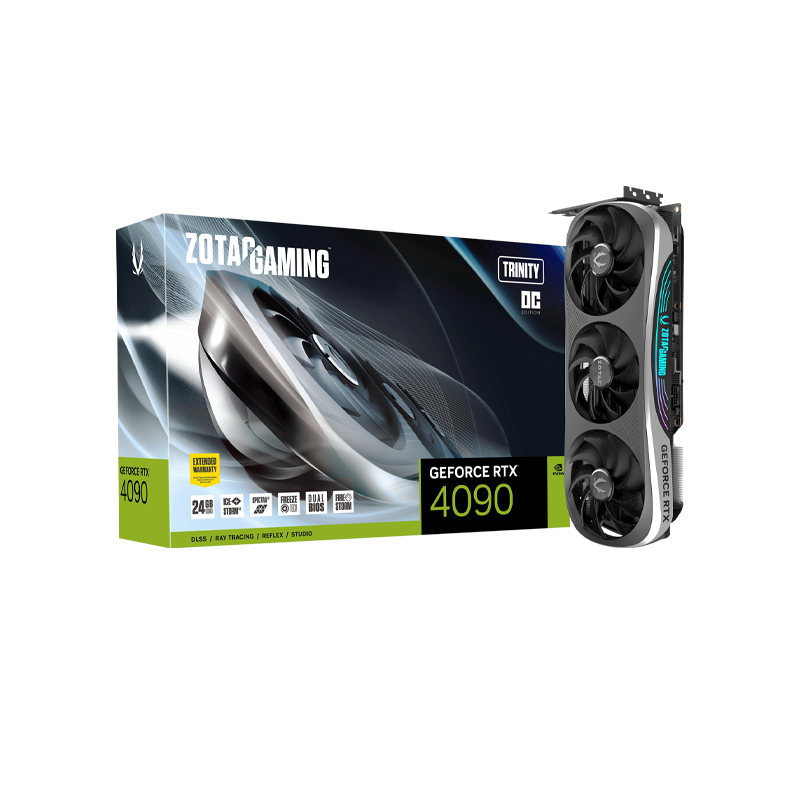 ZOTAC GAMING
TRINITY
OC
EDITION
EXTENDED
WARRANTY
24GB
ICE
STORM
SPECTRA
FREEZE
DUAL
BIOS
FIRE
STORM
DLSS / RAY TRACING / REFLEX / STUDIO
GEFORCE RTX
4090
GEFORCE RTX
4090
ZOTAC
ZOTAC GAMING
GEFORCE RTX